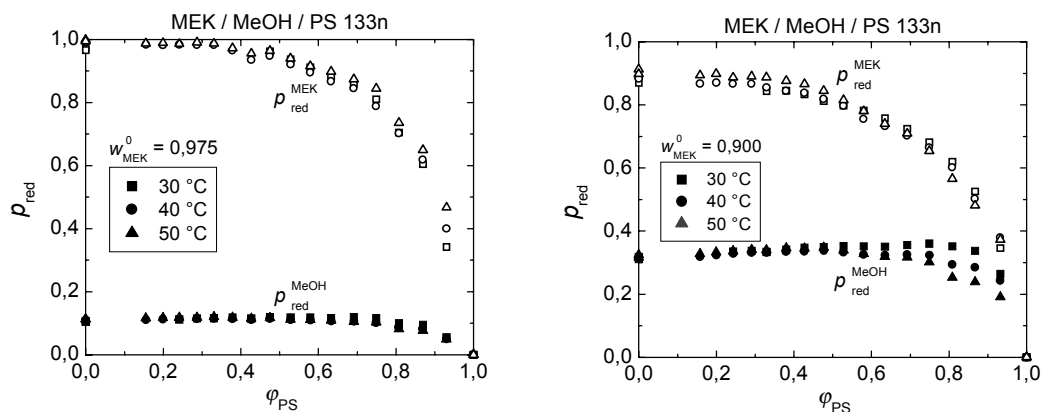 MEK / MeOH / PS 133n
1,0
0,8
0,6
0,4
0,2
0,0
p_red
p_red^MEK
w_MEK^0 = 0,975
30 °C
40 °C
50 °C
p_red^MeOH
0,0 0,2 0,4 0,6 0,8 1,0
φ_PS
MEK / MeOH / PS 133n
1,0
0,8
0,6
0,4
0,2
0,0
p_red
p_red^MEK
w_MEK^0 = 0,900
30 °C
40 °C
50 °C
p_red^MeOH
0,0 0,2 0,4 0,6 0,8 1,0
φ_PS